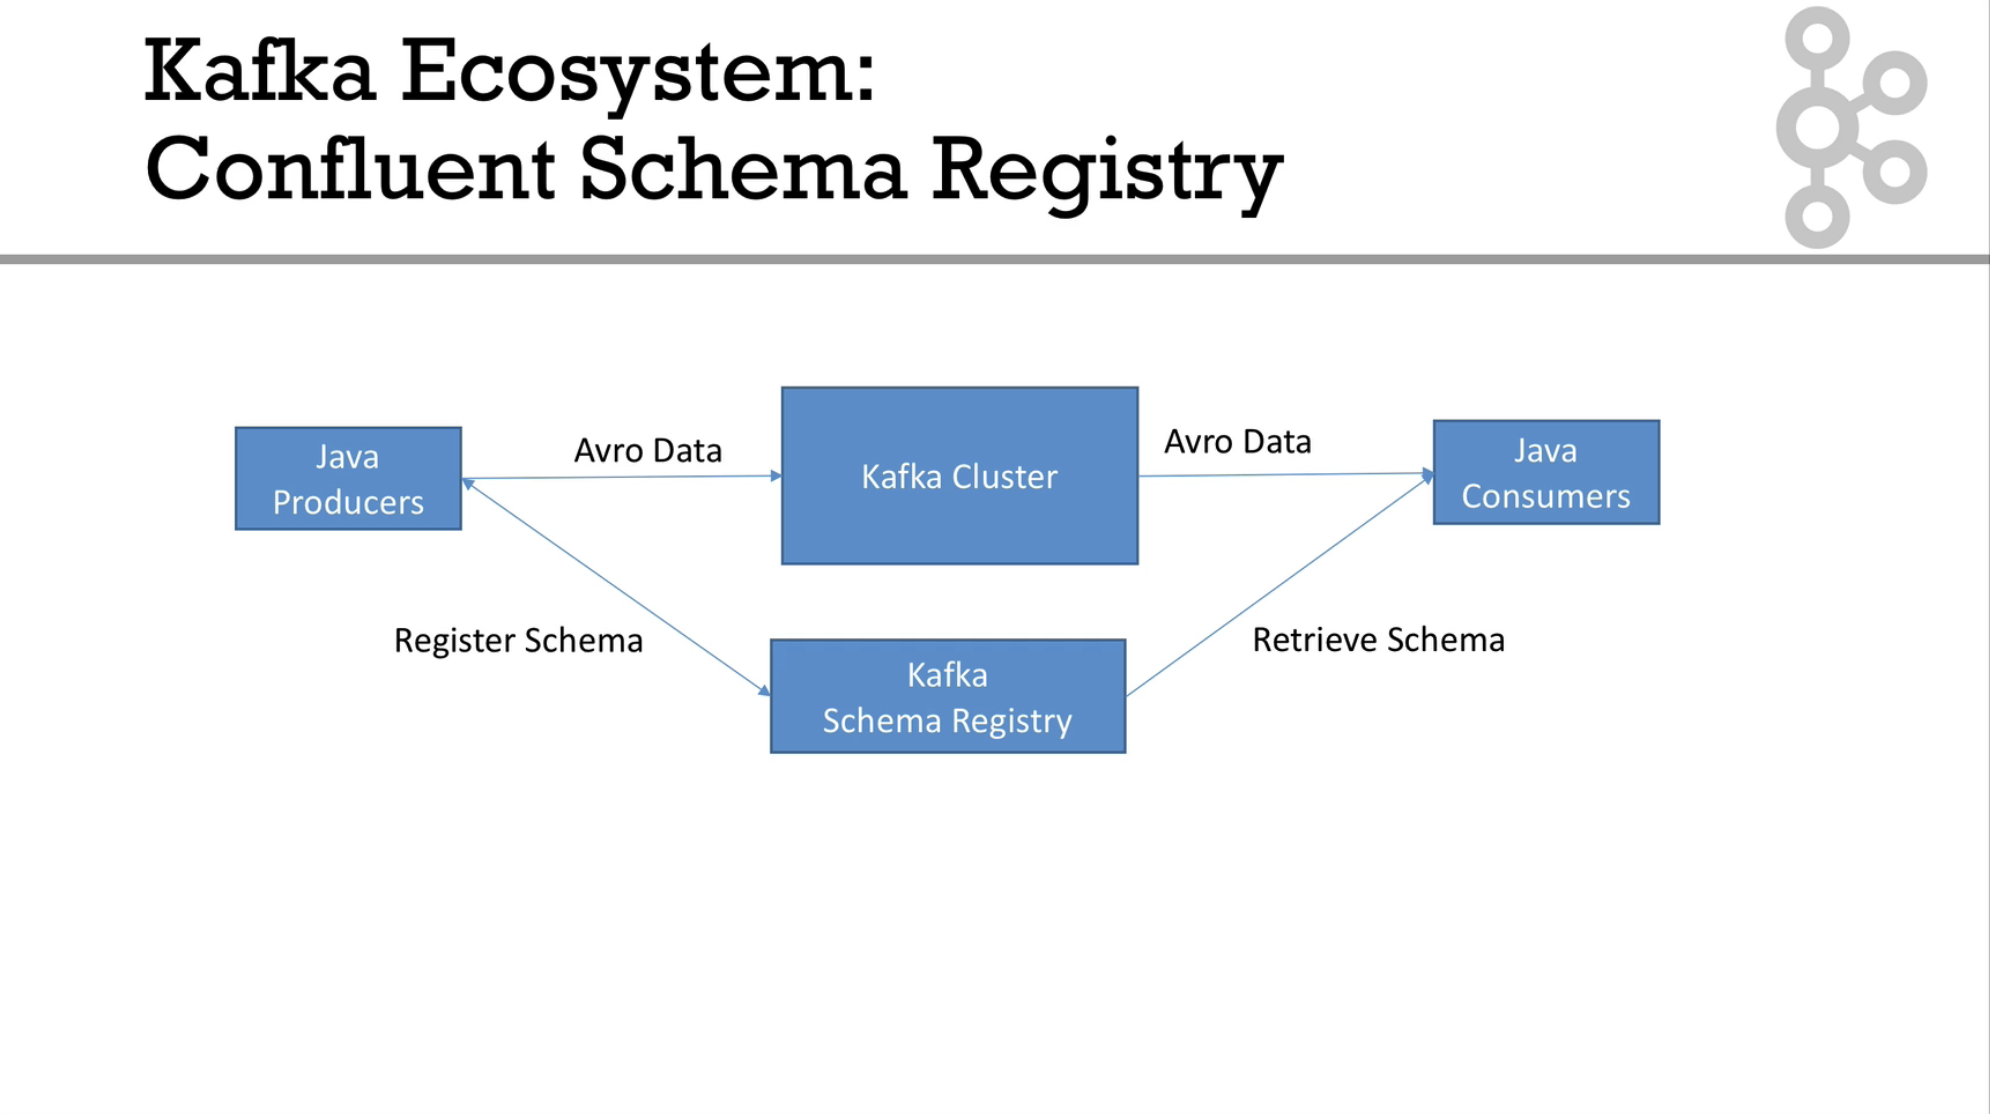 Kafka Ecosystem:
Confluent Schema Registry
Java
Producers
Avro Data
Kafka Cluster
Avro Data
Java
Consumers
Register Schema
Kafka
Schema Registry
Retrieve Schema